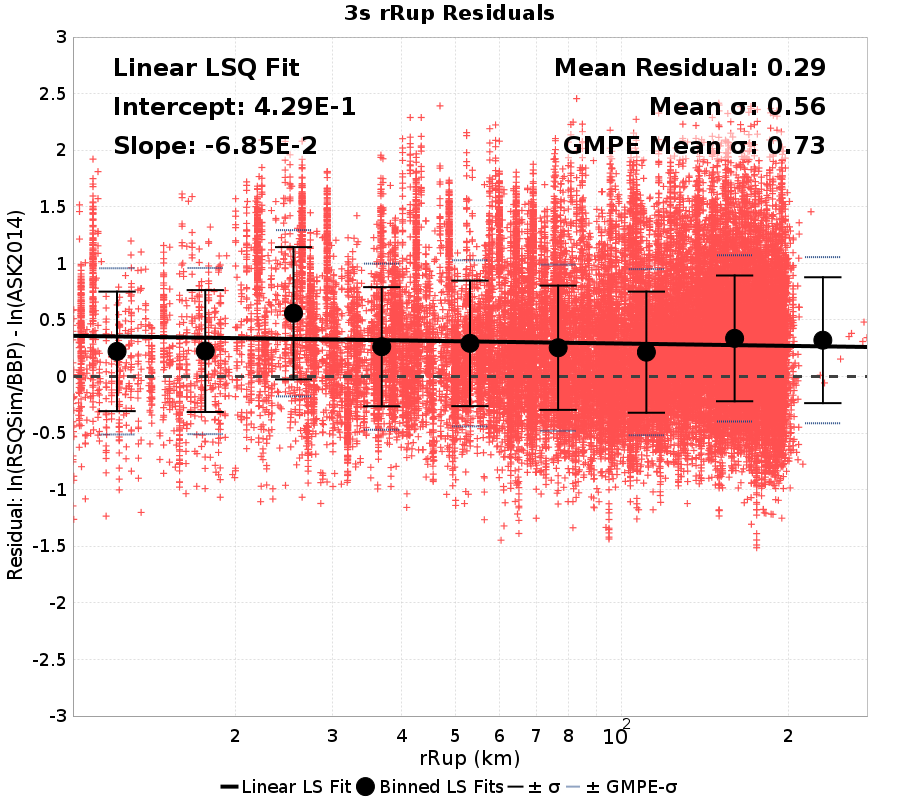 3s rRup Residuals
Linear LSQ Fit
Intercept: 4.29E-1
Slope: -6.85E-2
Mean Residual: 0.29
Mean σ: 0.56
GMPE Mean σ: 0.73
Residual: ln(RSQSim/BBP) - ln(ASK2014)
3
2.5
2
1.5
1
0.5
0
-0.5
-1
-1.5
-2
-2.5
-3
2 3 4 5 6 7 8 10² 2
rRup (km)
Linear LS Fit Binned LS Fits ± σ ± GMPE-σ